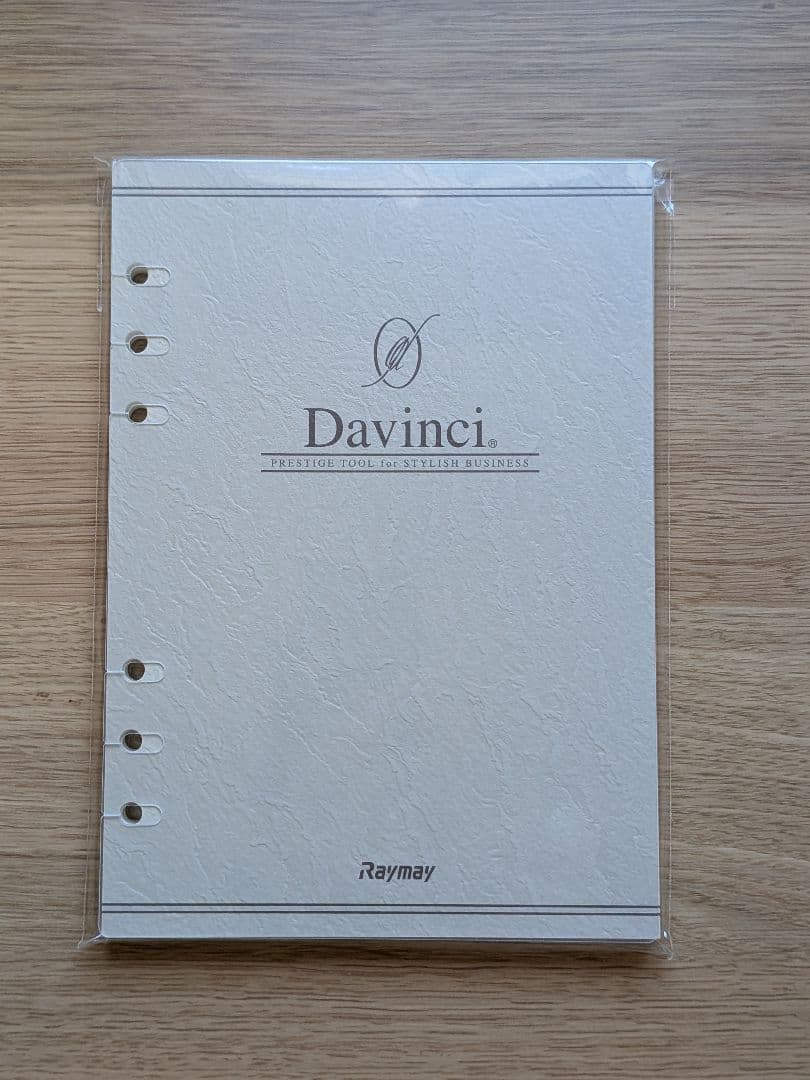 Davinci®
PRESTIGE TOOL for STYLISH BUSINESS
Raymay